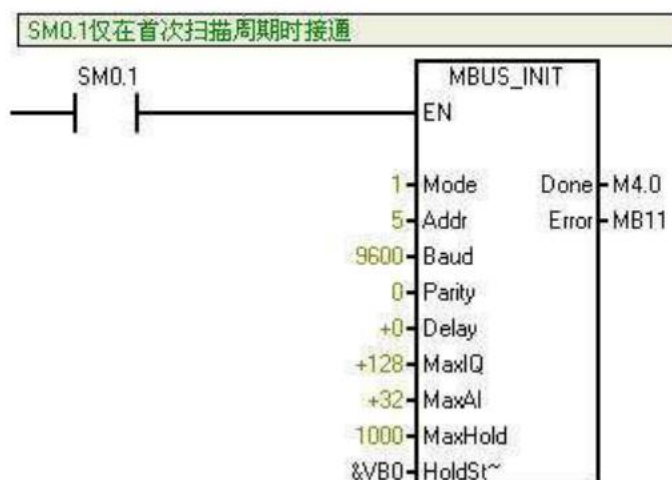 SM0.1仅在首次扫描周期时接通
SM0.1
MBUS_INIT
EN
1 Mode Done M4.0
5 Addr Error MB11
9600 Baud
0 Parity
+0 Delay
+128 MaxIQ
+32 MaxAI
1000 MaxHold
&VB0 HoldSt~